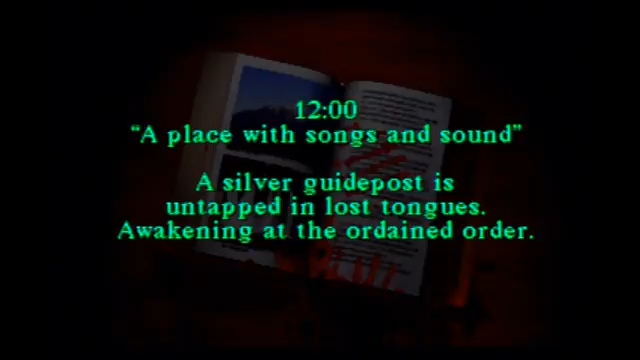 12:00
“A place with songs and sound”
A silver guidepost is
untapped in lost tongues.
Awakening at the ordained order.